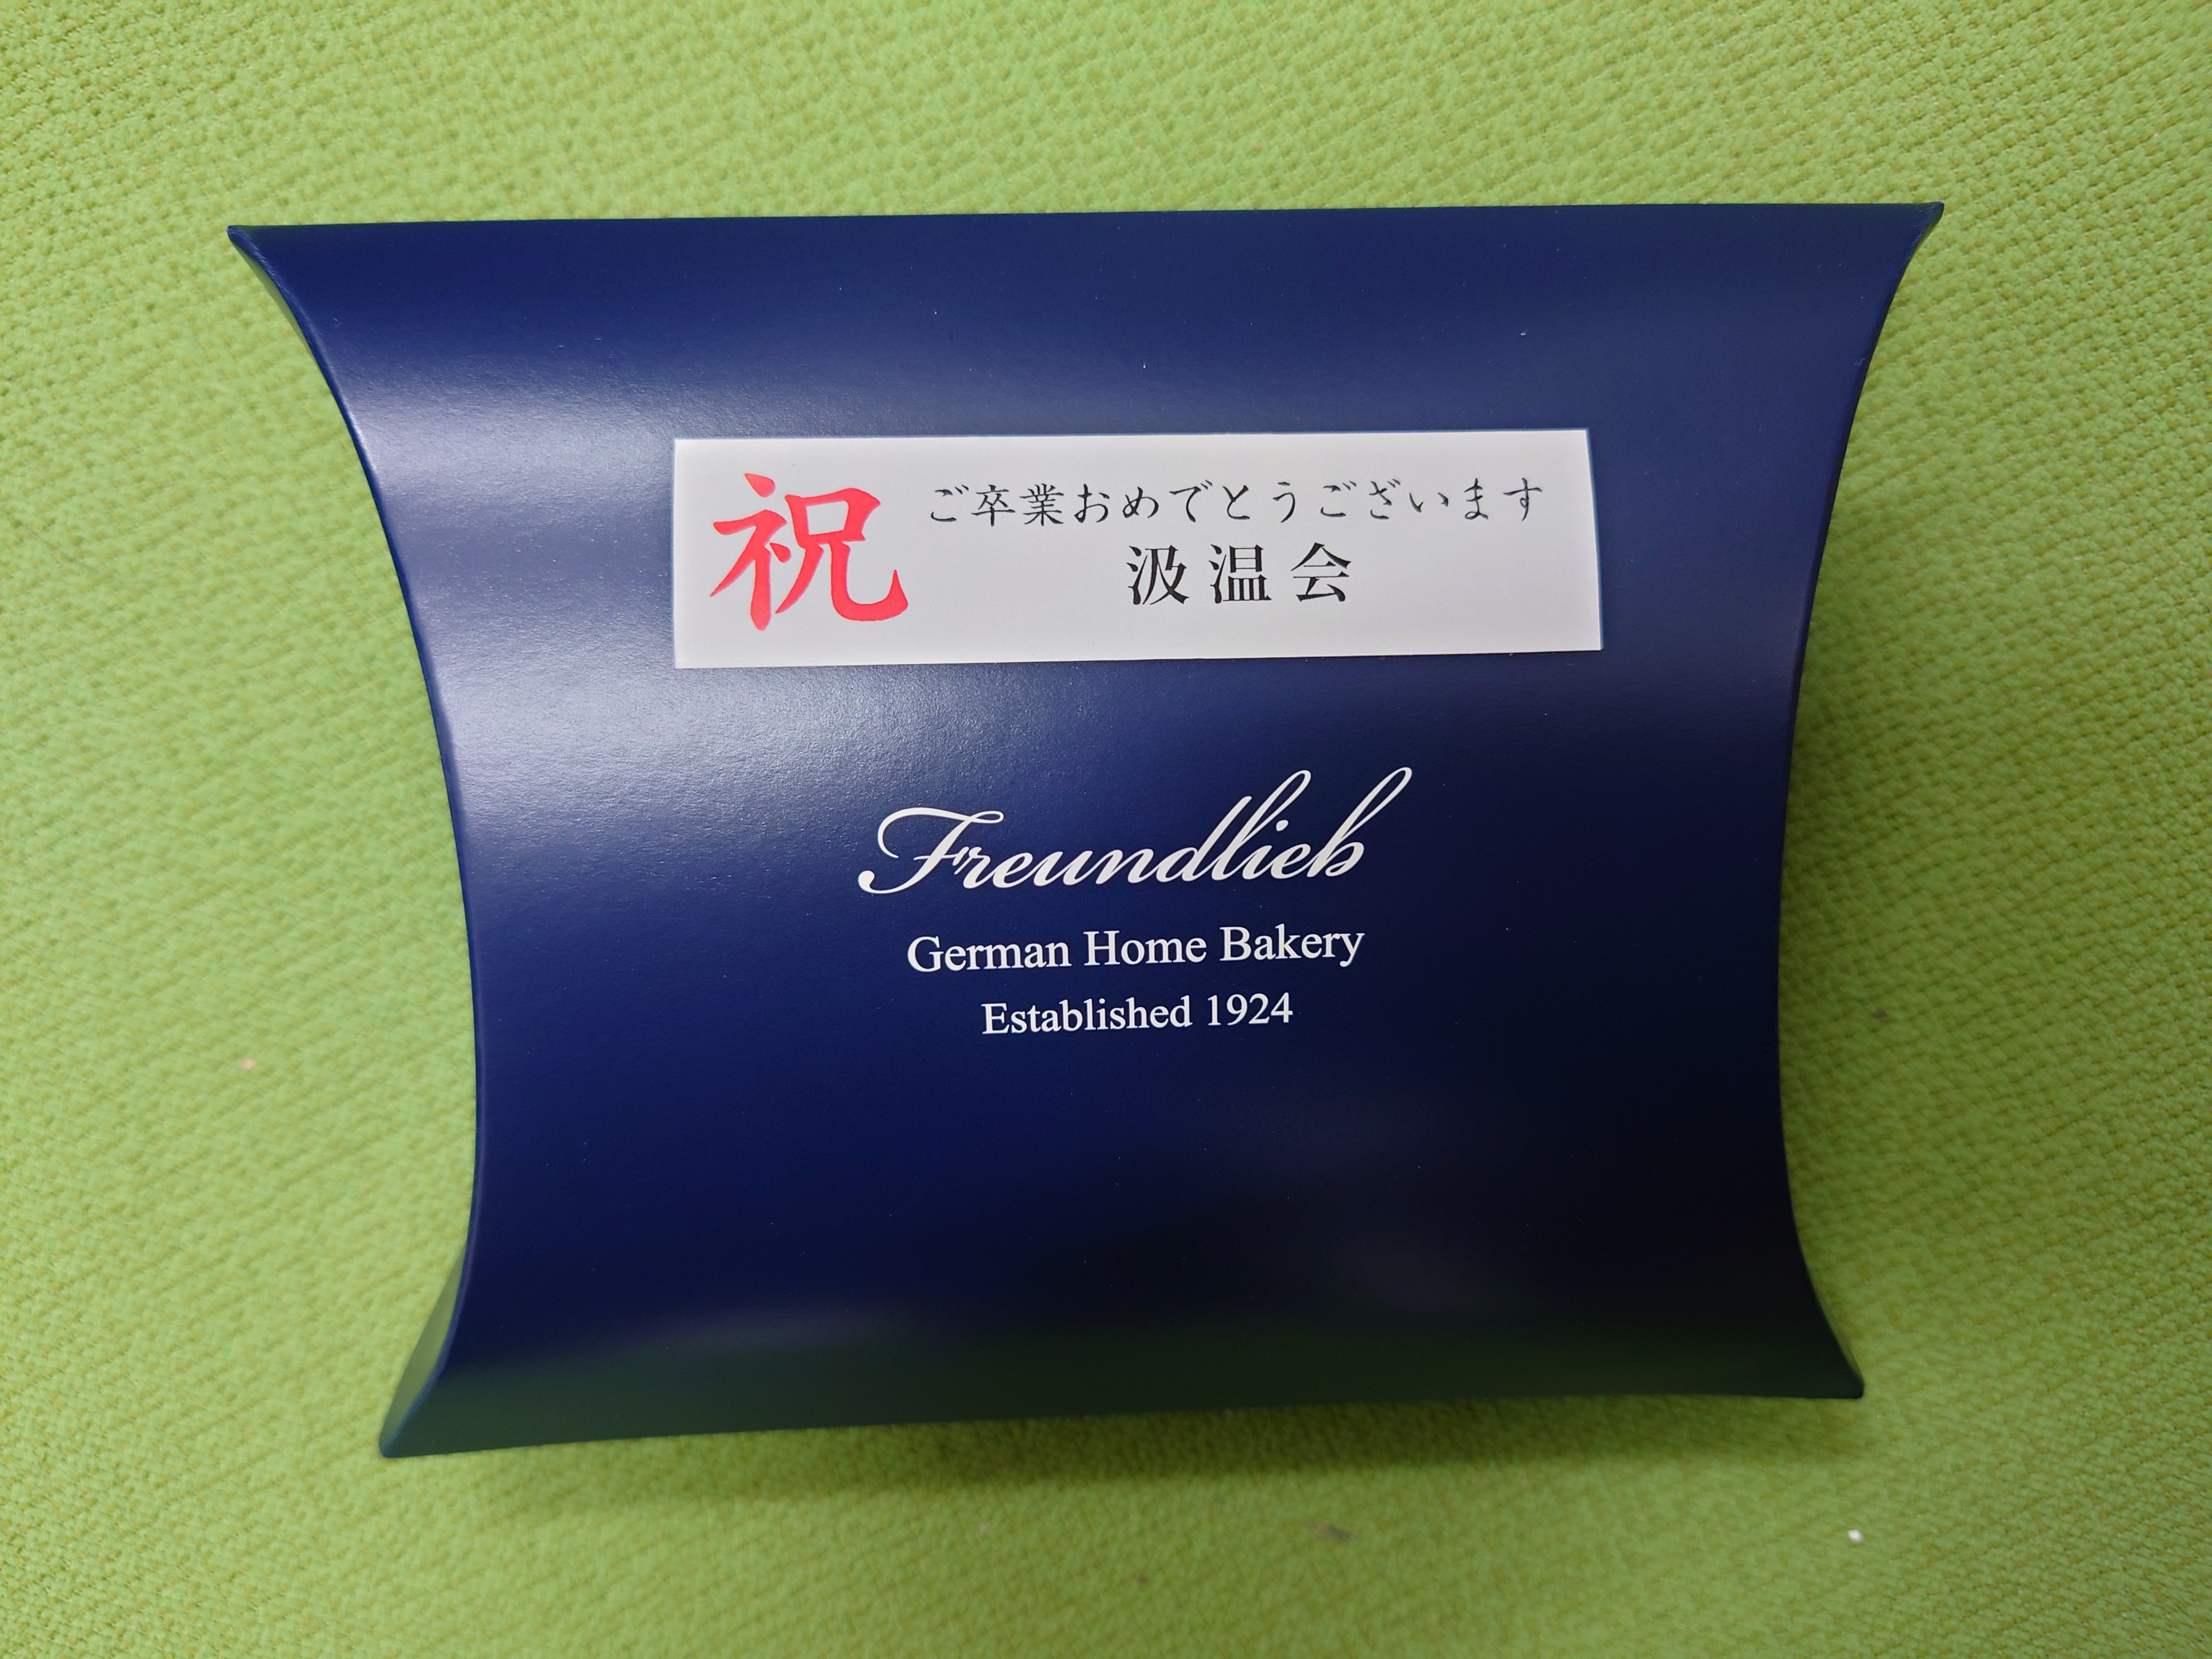 祝
ご卒業おめでとうございます
汲温会
Freundlieb
German Home Bakery
Established 1924